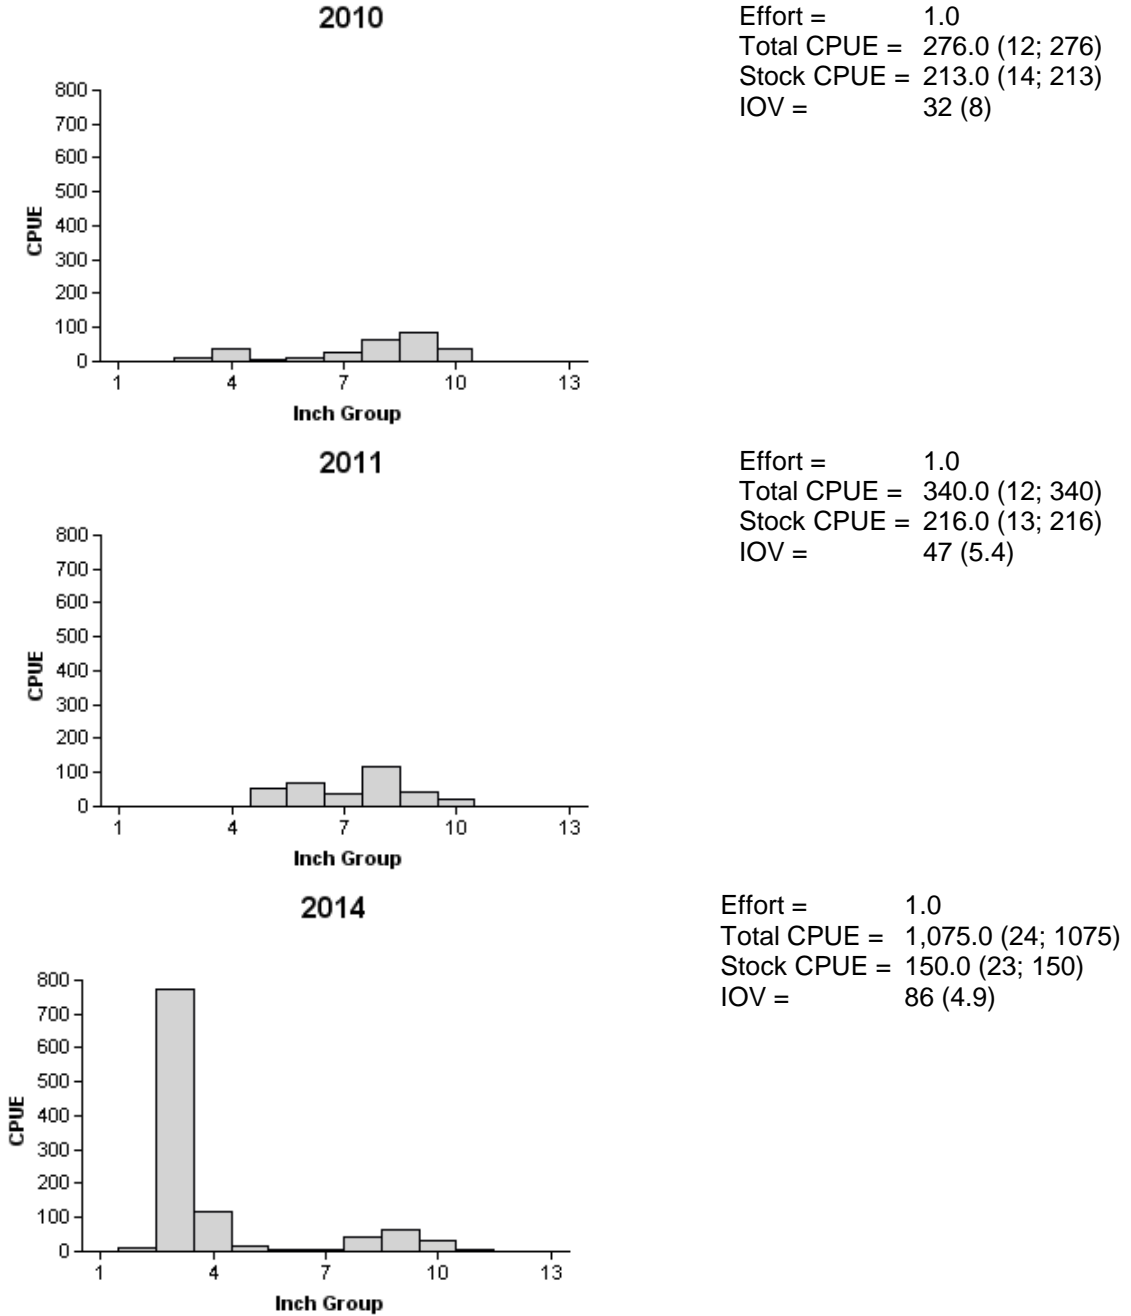 2010
Effort = 1.0
Total CPUE = 276.0 (12; 276)
Stock CPUE = 213.0 (14; 213)
IOV = 32 (8)
800
700
600
500
400
300
200
100
0
CPUE
1 4 7 10 13
Inch Group
2011
Effort = 1.0
Total CPUE = 340.0 (12; 340)
Stock CPUE = 216.0 (13; 216)
IOV = 47 (5.4)
800
700
600
500
400
300
200
100
0
CPUE
1 4 7 10 13
Inch Group
2014
Effort = 1.0
Total CPUE = 1,075.0 (24; 1075)
Stock CPUE = 150.0 (23; 150)
IOV = 86 (4.9)
800
700
600
500
400
300
200
100
0
CPUE
1 4 7 10 13
Inch Group